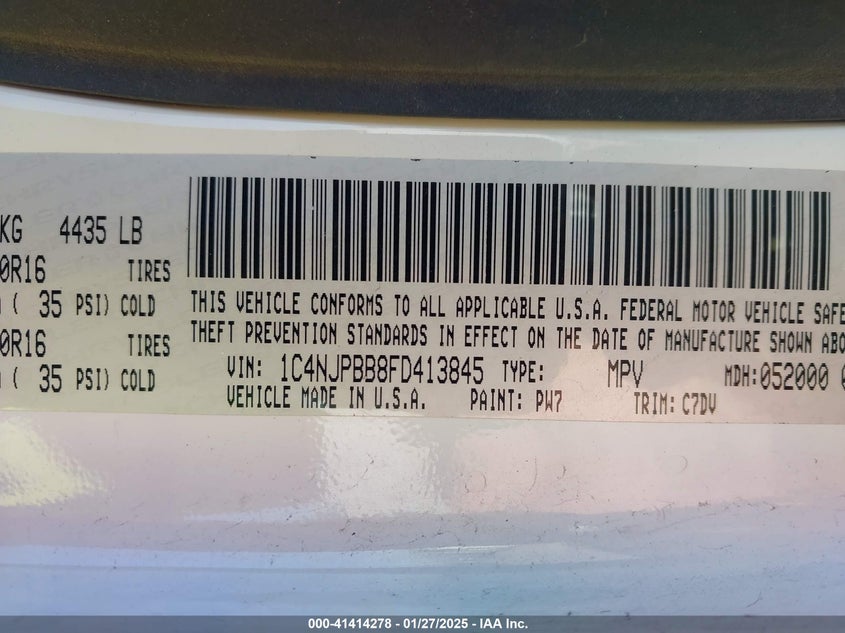 KG 4435 LB
0R16 TIRES
( 35 PSI) COLD
0R16 TIRES
( 35 PSI) COLD
THIS VEHICLE CONFORMS TO ALL APPLICABLE U.S.A. FEDERAL MOTOR VEHICLE SAFE
THEFT PREVENTION STANDARDS IN EFFECT ON THE DATE OF MANUFACTURE SHOWN ABO
VIN: 1C4NJPBB8FD413845 TYPE: MPV MDH:052000 0
VEHICLE MADE IN U.S.A. PAINT: PW7 TRIM: C7DV
000-41414278 - 01/27/2025 - IAA Inc.